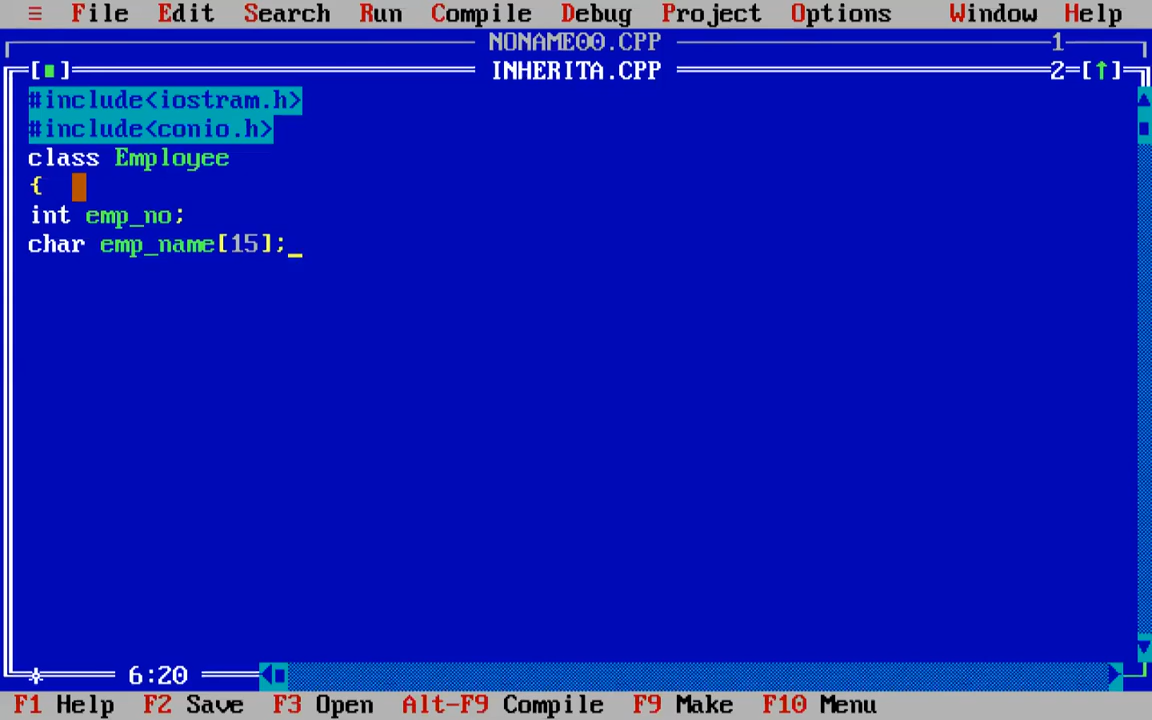 ≡ File Edit Search Run Compile Debug Project Options Window Help
NONAME00.CPP 1
[■] INHERITA.CPP 2=[↑]
#include<iostram.h>
#include<conio.h>
class Employee
{
int emp_no;
char emp_name[15];_
6:20
F1 Help F2 Save F3 Open Alt-F9 Compile F9 Make F10 Menu